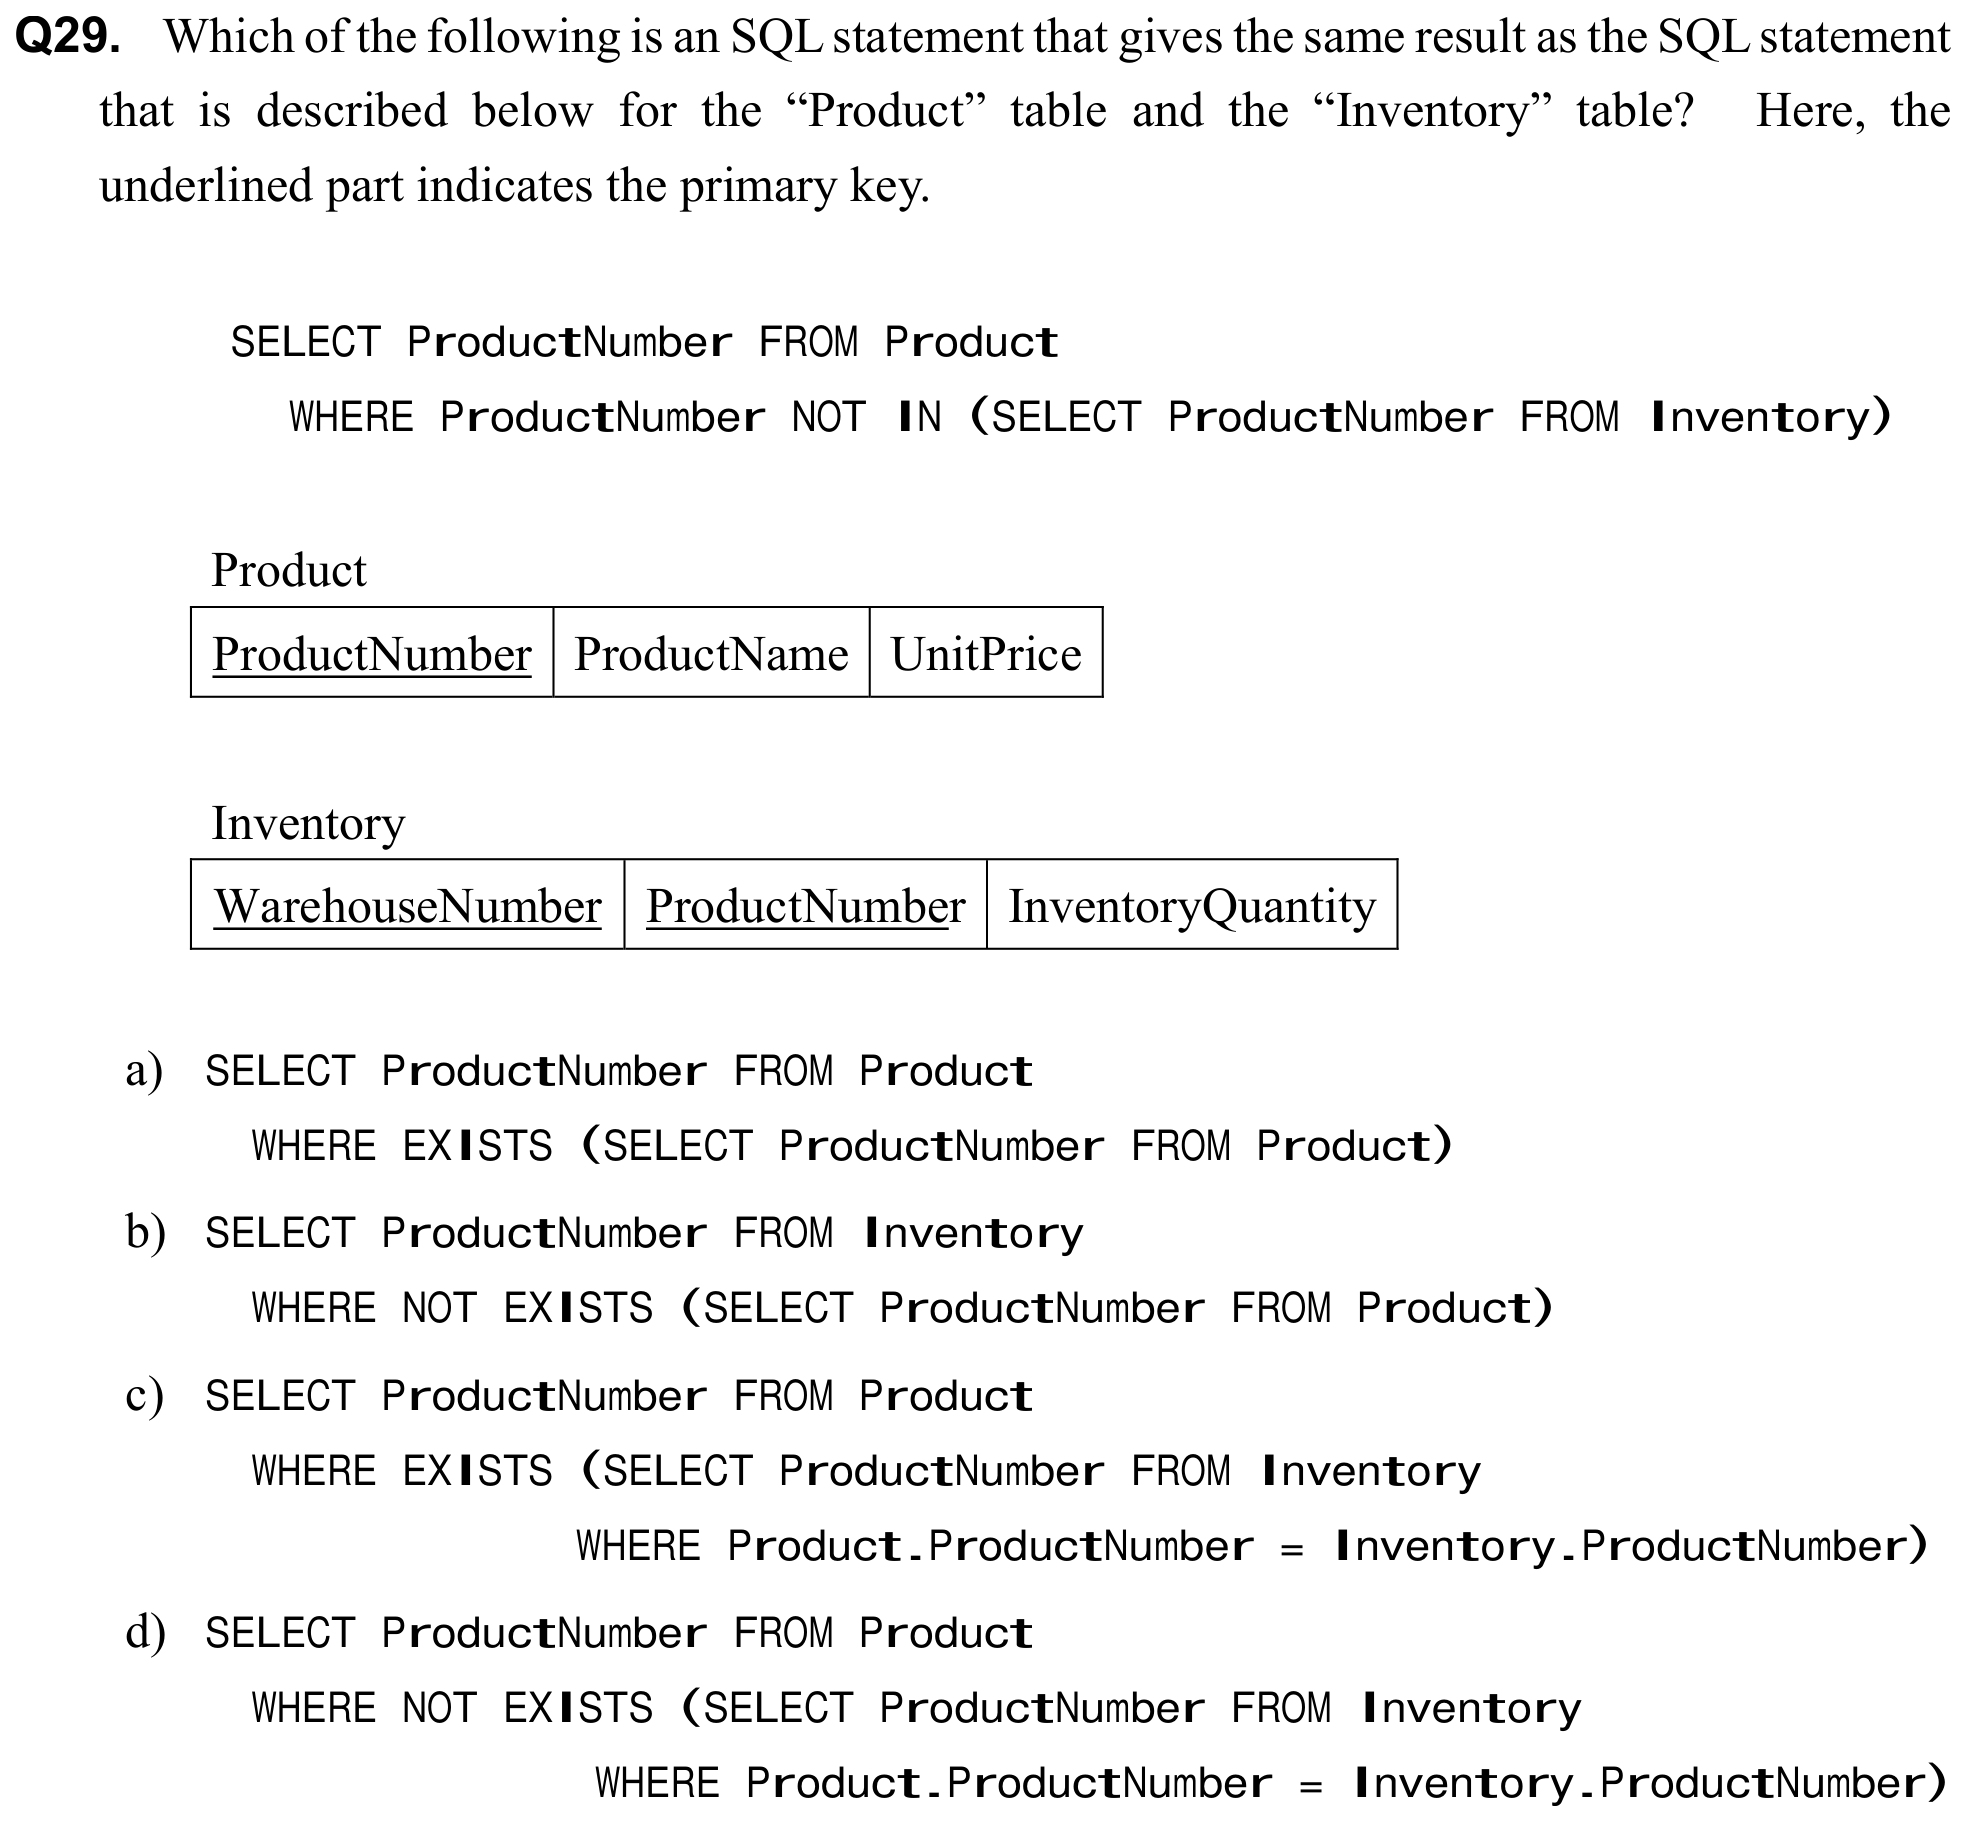 Q29. Which of the following is an SQL statement that gives the same result as the SQL statement
that is described below for the “Product” table and the “Inventory” table? Here, the
underlined part indicates the primary key.
SELECT ProductNumber FROM Product
WHERE ProductNumber NOT IN (SELECT ProductNumber FROM Inventory)
Product
ProductNumber ProductName UnitPrice
Inventory
WarehouseNumber ProductNumber InventoryQuantity
a) SELECT ProductNumber FROM Product
WHERE EXISTS (SELECT ProductNumber FROM Product)
b) SELECT ProductNumber FROM Inventory
WHERE NOT EXISTS (SELECT ProductNumber FROM Product)
c) SELECT ProductNumber FROM Product
WHERE EXISTS (SELECT ProductNumber FROM Inventory
WHERE Product.ProductNumber = Inventory.ProductNumber)
d) SELECT ProductNumber FROM Product
WHERE NOT EXISTS (SELECT ProductNumber FROM Inventory
WHERE Product.ProductNumber = Inventory.ProductNumber)